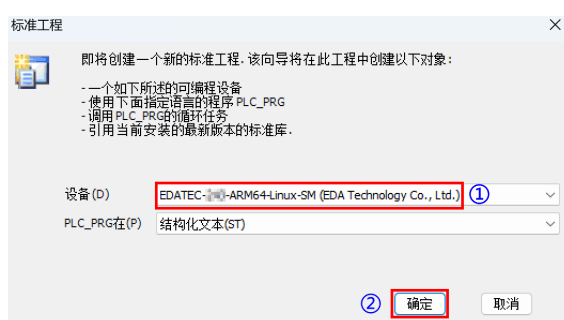 标准工程
即将创建一个新的标准工程.该向导将在此工程中创建以下对象:
-一个如下所述的可编程设备
-使用下面指定语言的程序 PLC_PRG
-调用 PLC_PRG的循环任务
-引用当前安装的最新版本的标准库.
设备(D) EDATEC- -ARM64-Linux-SM (EDA Technology Co., Ltd.) ①
PLC_PRG在(P) 结构化文本(ST)
② 确定 取消